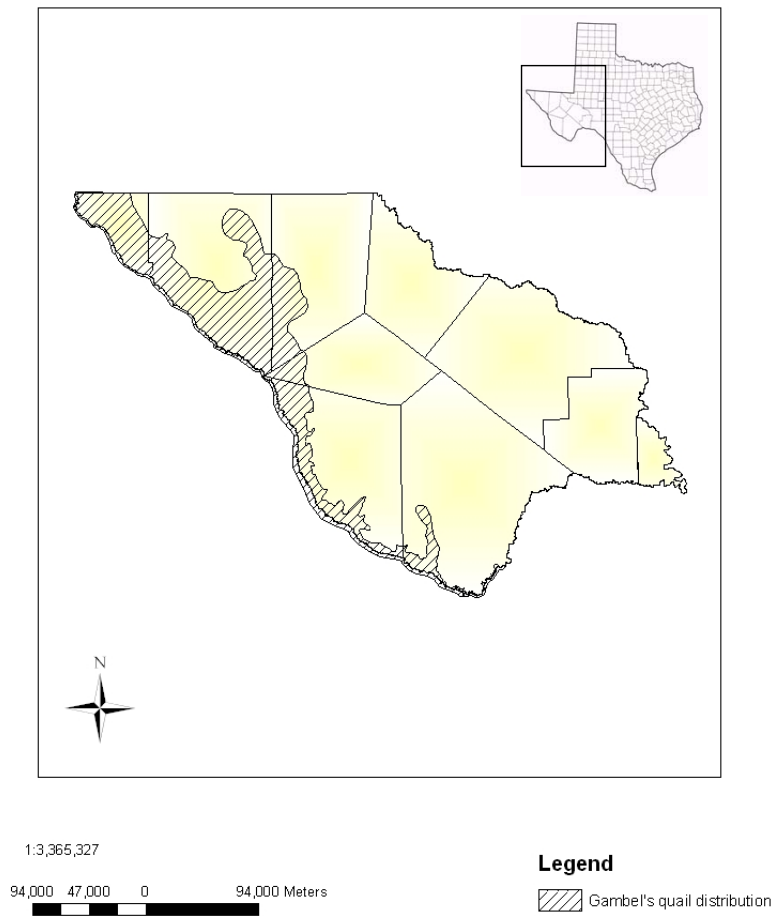 N
1:3,365,327
94,000 47,000 0 94,000 Meters
Legend
Gambel's quail distribution